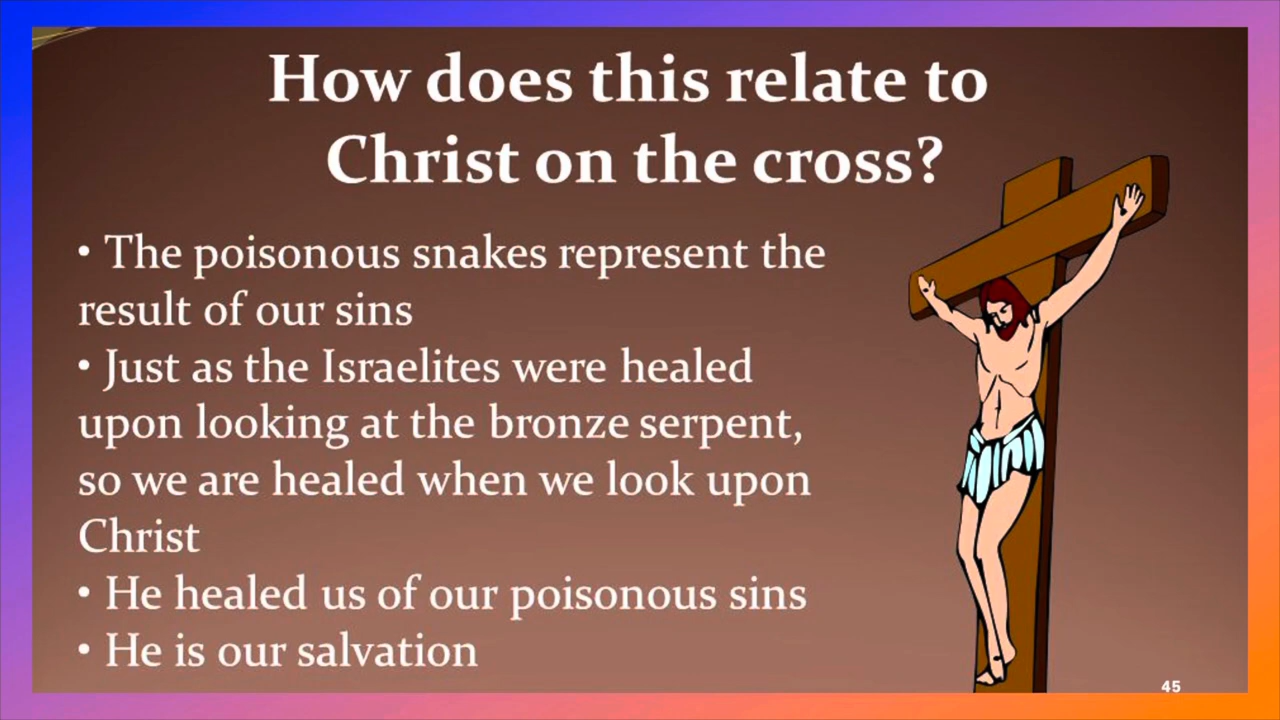 How does this relate to
Christ on the cross?
• The poisonous snakes represent the
result of our sins
• Just as the Israelites were healed
upon looking at the bronze serpent,
so we are healed when we look upon
Christ
• He healed us of our poisonous sins
• He is our salvation
45